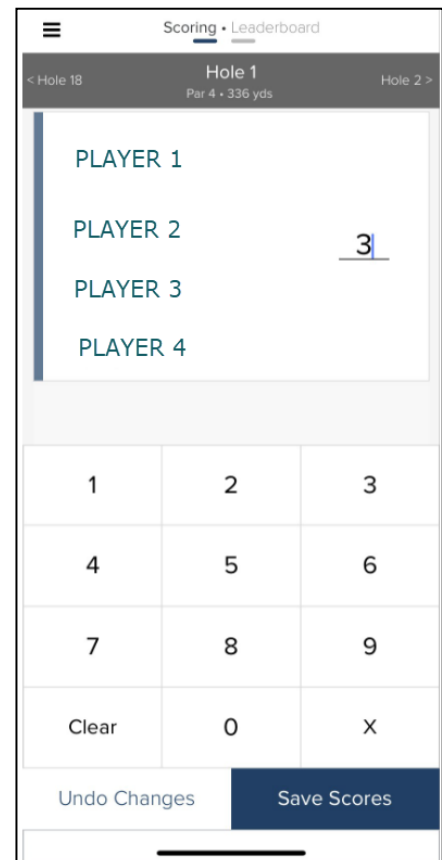 Scoring • Leaderboard
< Hole 18 Hole 1 Hole 2 >
Par 4 • 336 yds
PLAYER 1
PLAYER 2
3
PLAYER 3
PLAYER 4
1 2 3
4 5 6
7 8 9
Clear 0 X
Undo Changes Save Scores